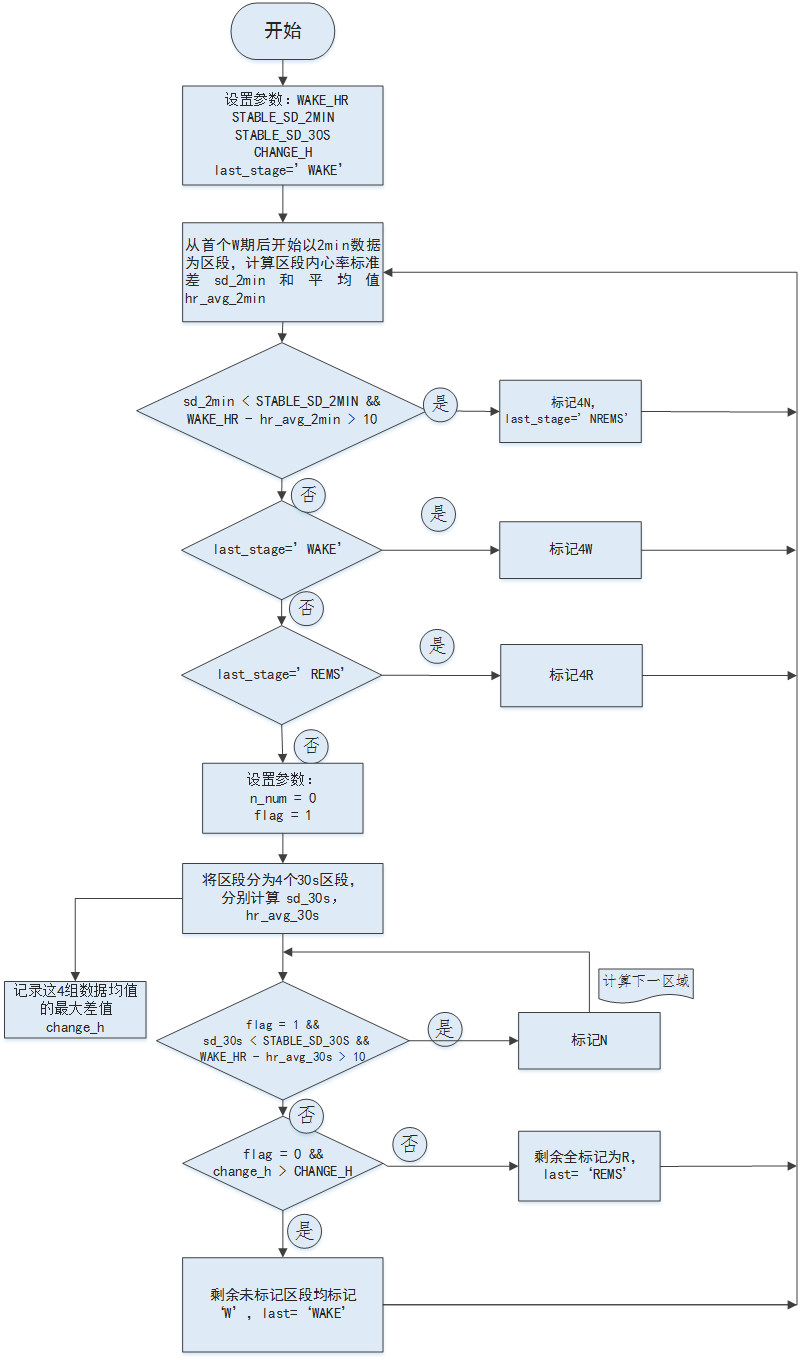 开始
设置参数：WAKE_HR
STABLE_SD_2MIN
STABLE_SD_30S
CHANGE_H
last_stage=’WAKE’
从首个W期后开始以2min数据
为区段，计算区段内心率标准
差 sd_2min 和 平 均 值
hr_avg_2min
sd_2min < STABLE_SD_2MIN &&
WAKE_HR - hr_avg_2min > 10
是
标记4N,
last_stage=’NREMS’
否
last_stage=’WAKE’
是
标记4W
否
last_stage=’REMS’
是
标记4R
否
设置参数：
n_num = 0
flag = 1
将区段分为4个30s区段，
分别计算 sd_30s，
hr_avg_30s
记录这4组数据均值
的最大差值
change_h
计算下一区域
flag = 1 &&
sd_30s < STABLE_SD_30S &&
WAKE_HR - hr_avg_30s > 10
是
标记N
否
flag = 0 &&
change_h > CHANGE_H
否
剩余全标记为R，
last=‘REMS’
是
剩余未标记区段均标记
‘W’, last=‘WAKE’